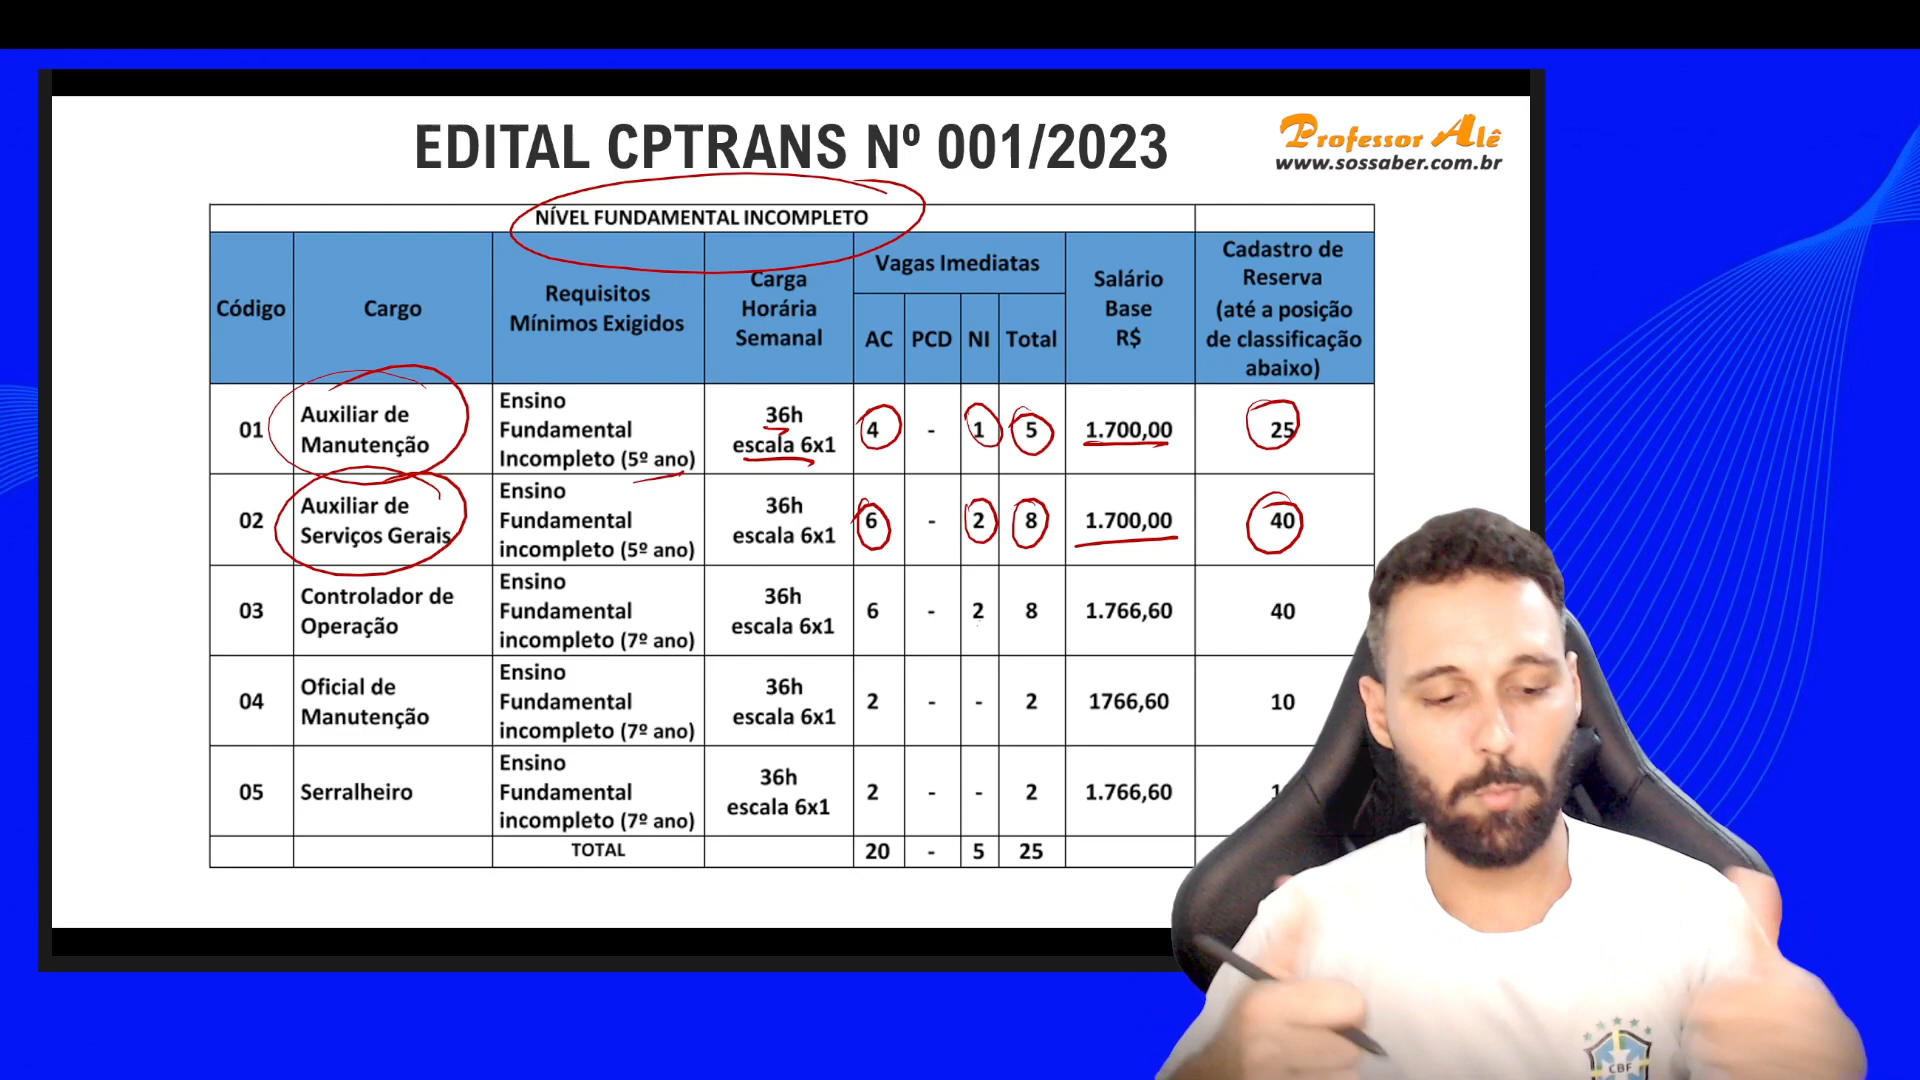 EDITAL CPTRANS Nº 001/2023
Professor Alê
www.sossaber.com.br
NÍVEL FUNDAMENTAL INCOMPLETO
Código
Cargo
Requisitos
Mínimos Exigidos
Carga
Horária
Semanal
Vagas Imediatas
AC PCD NI Total
Salário
Base
R$
Cadastro de
Reserva
(até a posição
de classificação
abaixo)
01
Auxiliar de
Manutenção
Ensino
Fundamental
Incompleto (5º ano)
36h
escala 6x1
4 - 1 5 1.700,00 25
02
Auxiliar de
Serviços Gerais
Ensino
Fundamental
incompleto (5º ano)
36h
escala 6x1
6 - 2 8 1.700,00 40
03
Controlador de
Operação
Ensino
Fundamental
incompleto (7º ano)
36h
escala 6x1
6 - 2 8 1.766,60 40
04
Oficial de
Manutenção
Ensino
Fundamental
incompleto (7º ano)
36h
escala 6x1
2 - - 2 1766,60 10
05
Serralheiro
Ensino
Fundamental
incompleto (7º ano)
36h
escala 6x1
2 - - 2 1.766,60
TOTAL 20 - 5 25
CBF